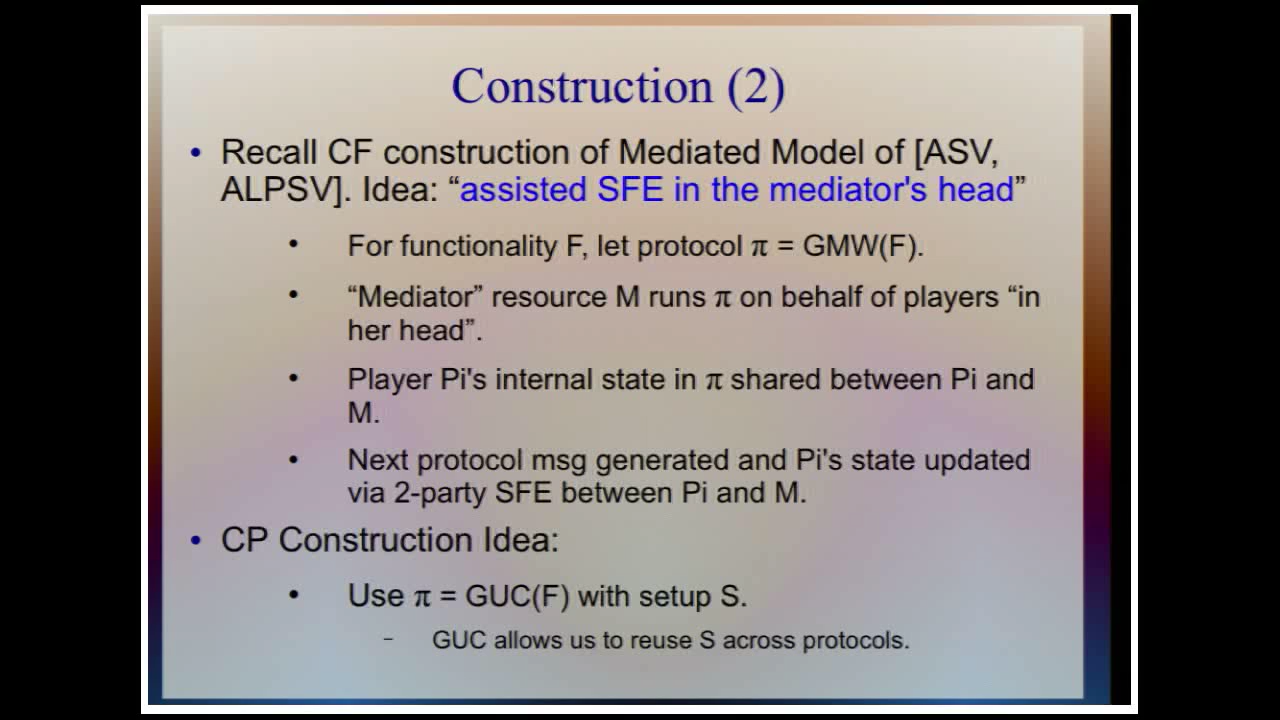 Construction (2)
• Recall CF construction of Mediated Model of [ASV,
ALPSV]. Idea: “assisted SFE in the mediator's head”
• For functionality F, let protocol π = GMW(F).
• “Mediator” resource M runs π on behalf of players “in
her head”.
• Player Pi's internal state in π shared between Pi and
M.
• Next protocol msg generated and Pi's state updated
via 2-party SFE between Pi and M.
• CP Construction Idea:
• Use π = GUC(F) with setup S.
– GUC allows us to reuse S across protocols.